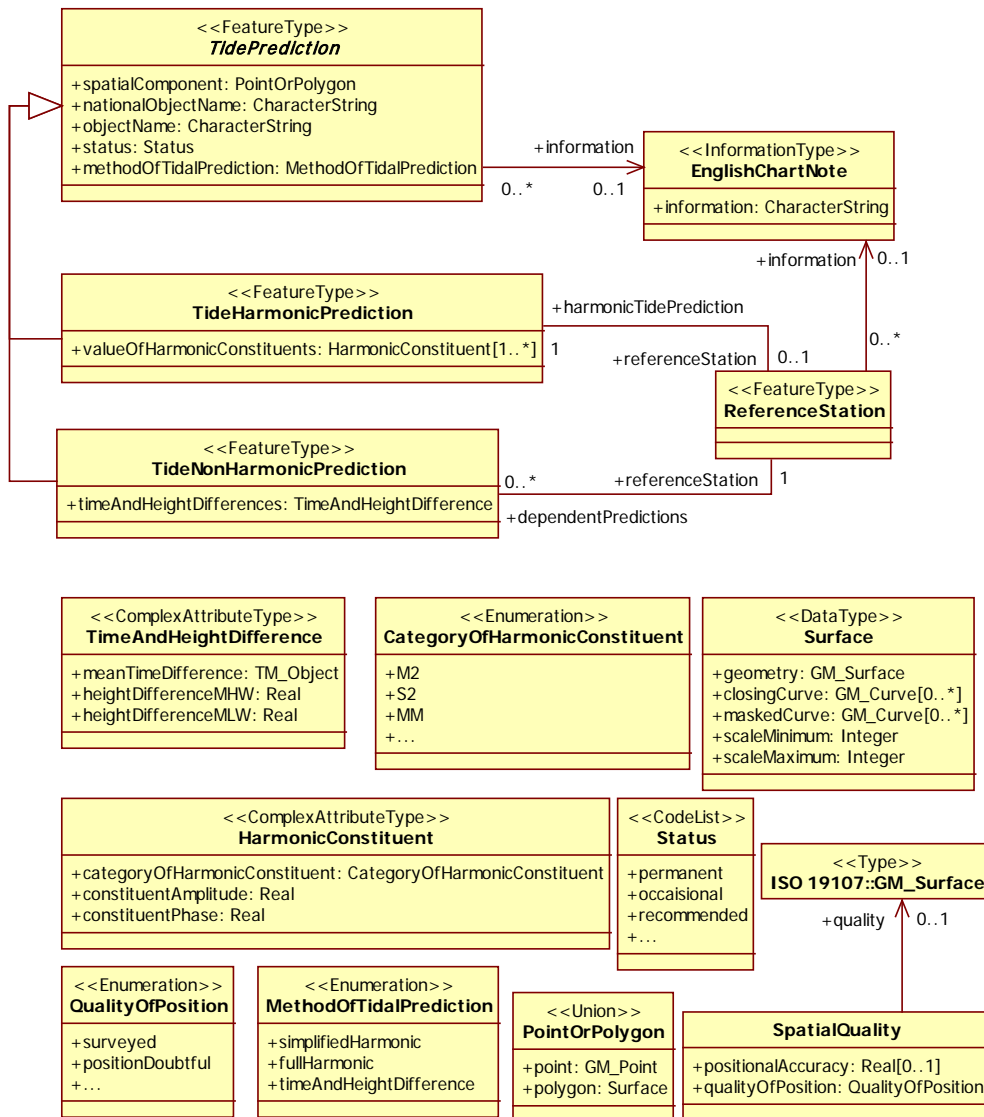 <<FeatureType>>
TidePrediction
+spatialComponent: PointOrPolygon
+nationalObjectName: CharacterString
+objectName: CharacterString
+status: Status
+methodOfTidalPrediction: MethodOfTidalPrediction
+information
0..*
0..1
<<InformationType>>
EnglishChartNote
+information: CharacterString
+information
0..1
0..*
<<FeatureType>>
TideHarmonicPrediction
+valueOfHarmonicConstituents: HarmonicConstituent[1..*]
+harmonicTidePrediction
1
+referenceStation
0..1
<<FeatureType>>
ReferenceStation
<<FeatureType>>
TideNonHarmonicPrediction
+timeAndHeightDifferences: TimeAndHeightDifference
0..*
+dependentPredictions
+referenceStation
1
<<ComplexAttributeType>>
TimeAndHeightDifference
+meanTimeDifference: TM_Object
+heightDifferenceMHW: Real
+heightDifferenceMLW: Real
<<Enumeration>>
CategoryOfHarmonicConstituent
+M2
+S2
+MM
+...
<<DataType>>
Surface
+geometry: GM_Surface
+closingCurve: GM_Curve[0..*]
+maskedCurve: GM_Curve[0..*]
+scaleMinimum: Integer
+scaleMaximum: Integer
<<ComplexAttributeType>>
HarmonicConstituent
+categoryOfHarmonicConstituent: CategoryOfHarmonicConstituent
+constituentAmplitude: Real
+constituentPhase: Real
<<CodeList>>
Status
+permanent
+occaisional
+recommended
+...
<<Type>>
ISO 19107::GM_Surface
+quality
0..1
<<Enumeration>>
QualityOfPosition
+surveyed
+positionDoubtful
+...
<<Enumeration>>
MethodOfTidalPrediction
+simplifiedHarmonic
+fullHarmonic
+timeAndHeightDifference
<<Union>>
PointOrPolygon
+point: GM_Point
+polygon: Surface
SpatialQuality
+positionalAccuracy: Real[0..1]
+qualityOfPosition: QualityOfPosition